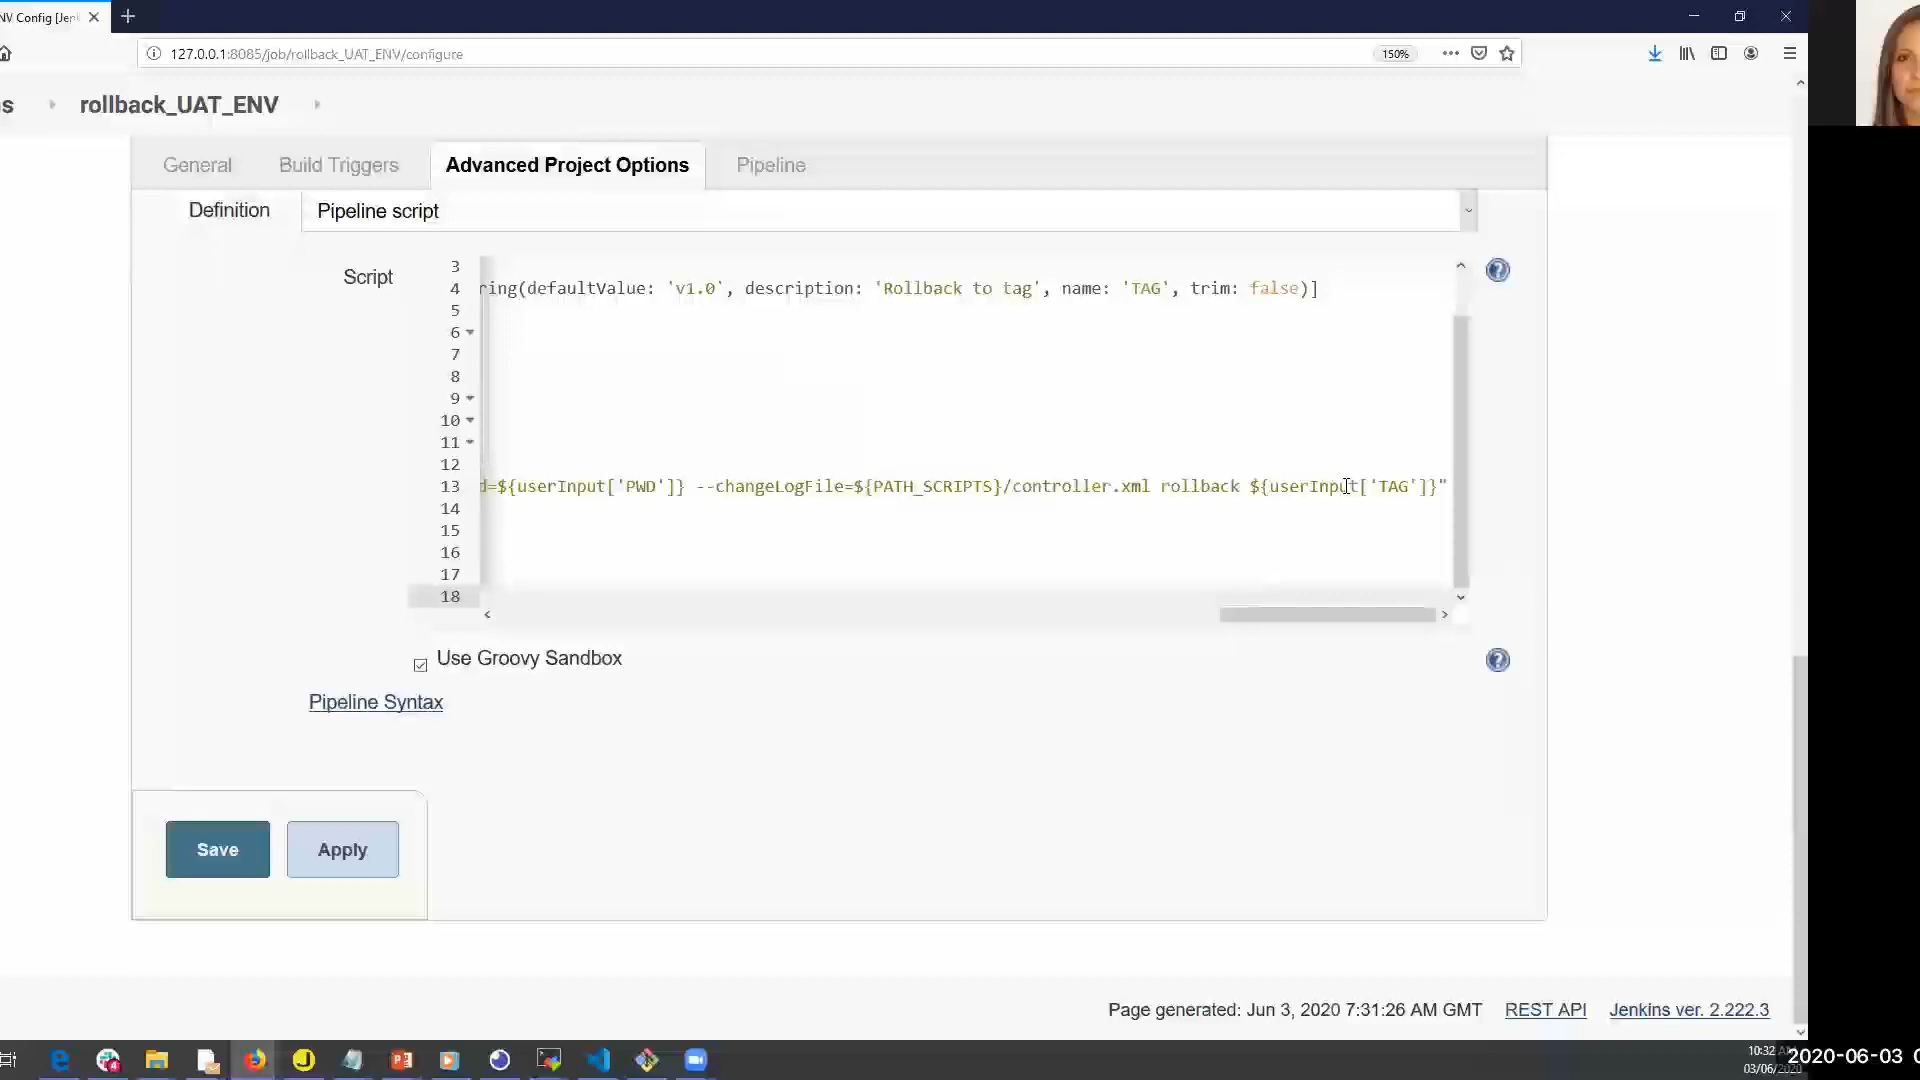 NV Config [Jen
127.0.0.1:8085/job/rollback_UAT_ENV/configure
150%
s
rollback_UAT_ENV
General
Build Triggers
Advanced Project Options
Pipeline
Definition
Pipeline script
Script
3
4 ring(defaultValue: 'v1.0', description: 'Rollback to tag', name: 'TAG', trim: false)]
5
6
7
8
9
10
11
12
13 d=${userInput['PWD']} --changeLogFile=${PATH_SCRIPTS}/controller.xml rollback ${userInput['TAG']}"
14
15
16
17
18
Use Groovy Sandbox
Pipeline Syntax
Save
Apply
Page generated: Jun 3, 2020 7:31:26 AM GMT
REST API
Jenkins ver. 2.222.3
10:32
03/06/2020
2020-06-03